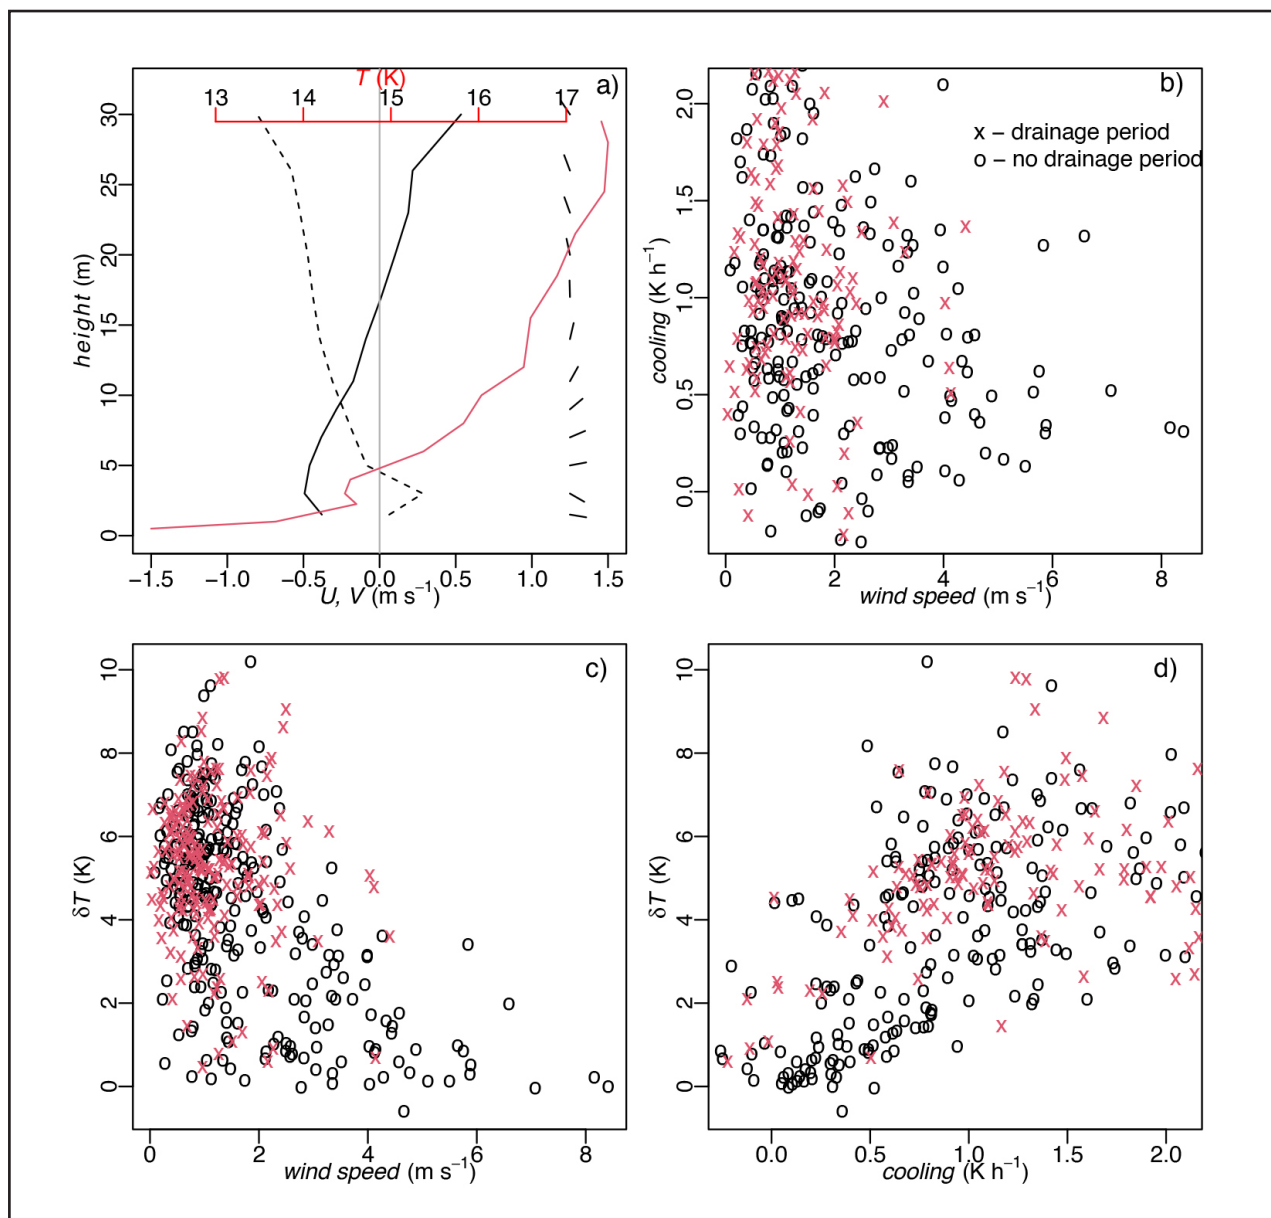 T (K)
a)
13 14 15 16 17
height (m)
0 5 10 15 20 25 30
−1.5 −1.0 −0.5 0.0 0.5 1.0 1.5
U, V (m s⁻¹)
b)
x – drainage period
o – no drainage period
cooling (K h⁻¹)
0.0 0.5 1.0 1.5 2.0
0 2 4 6 8
wind speed (m s⁻¹)
c)
δT (K)
0 2 4 6 8 10
0 2 4 6 8
wind speed (m s⁻¹)
d)
δT (K)
0 2 4 6 8 10
0.0 0.5 1.0 1.5 2.0
cooling (K h⁻¹)